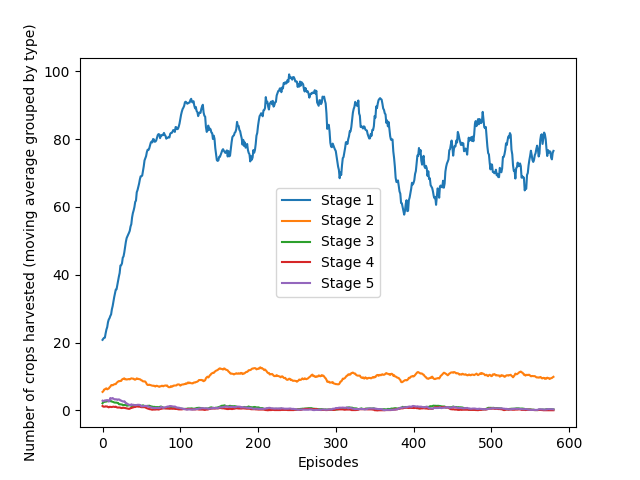 Number of crops harvested (moving average grouped by type)
100
80
60
40
20
0
Stage 1
Stage 2
Stage 3
Stage 4
Stage 5
0 100 200 300 400 500 600
Episodes